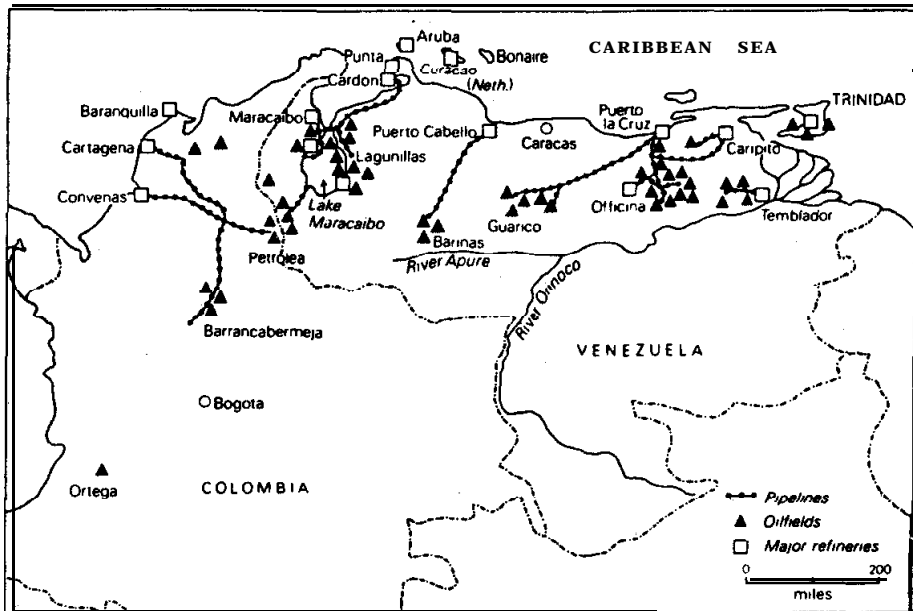 Aruba
Bonaire
CARIBBEAN SEA
Punta
Cardon
Curacao
(Neth.)
Baranquilla
Maracaibo
Puerto Cabello
Caracas
Puerto
la Cruz
TRINIDAD
Cartagena
Lagunillas
Caripito
Convenas
Lake
Maracaibo
Guarico
Officina
Temblador
Petrolea
Barinas
River Apure
River Orinoco
Barrancabermeja
VENEZUELA
Bogota
Ortega
COLOMBIA
Pipelines
Oilfields
Major refineries
0 200
miles